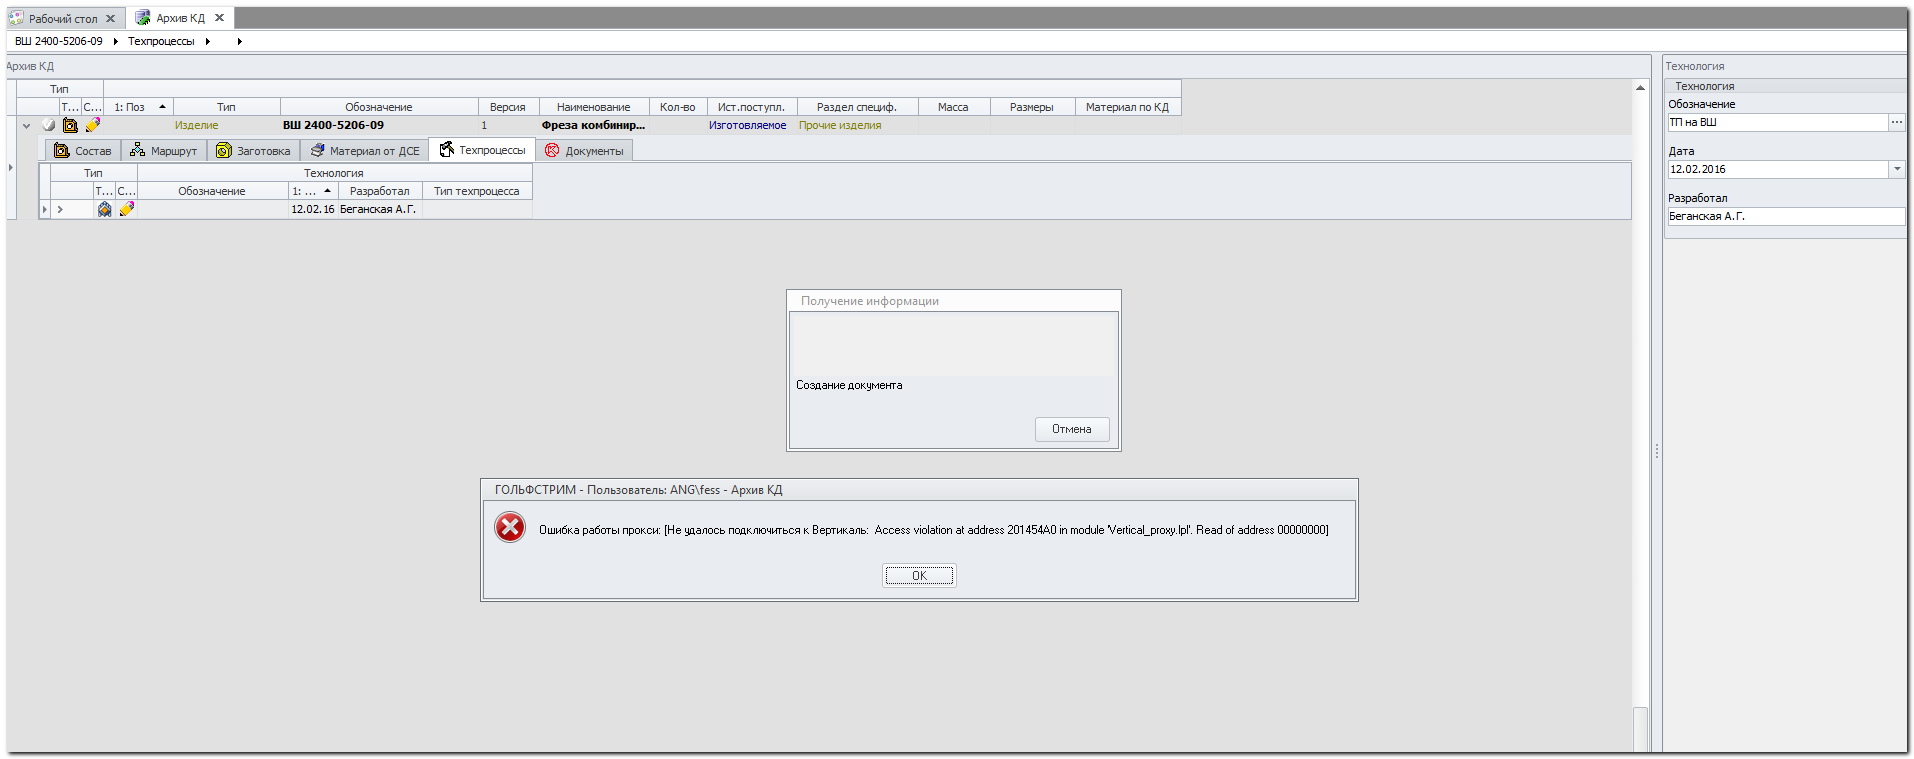 Рабочий стол Архив КД
ВШ 2400-5206-09 Техпроцессы
Архив КД
Технология
Тип
Т... С... 1: Поз Тип Обозначение Версия Наименование Кол-во Ист.поступл. Раздел специф. Масса Размеры Материал по КД
Изделие ВШ 2400-5206-09 1 Фреза комбинир... Изготовляемое Прочие изделия
Состав Маршрут Заготовка Материал от ДСЕ Техпроцессы Документы
Тип Технология
Т... С... Обозначение 1: ... Разработал Тип техпроцесса
12.02.16 Беганская А.Г.
Технология
Обозначение
ТП на ВШ ...
Дата
12.02.2016
Разработал
Беганская А.Г.
Получение информации
Создание документа
Отмена
ГОЛЬФСТРИМ - Пользователь: ANG\fess - Архив КД
Ошибка работы прокси: [Не удалось подключиться к Вертикаль: Access violation at address 201454A0 in module 'Vertical_proxy.lpl'. Read of address 00000000]
OK